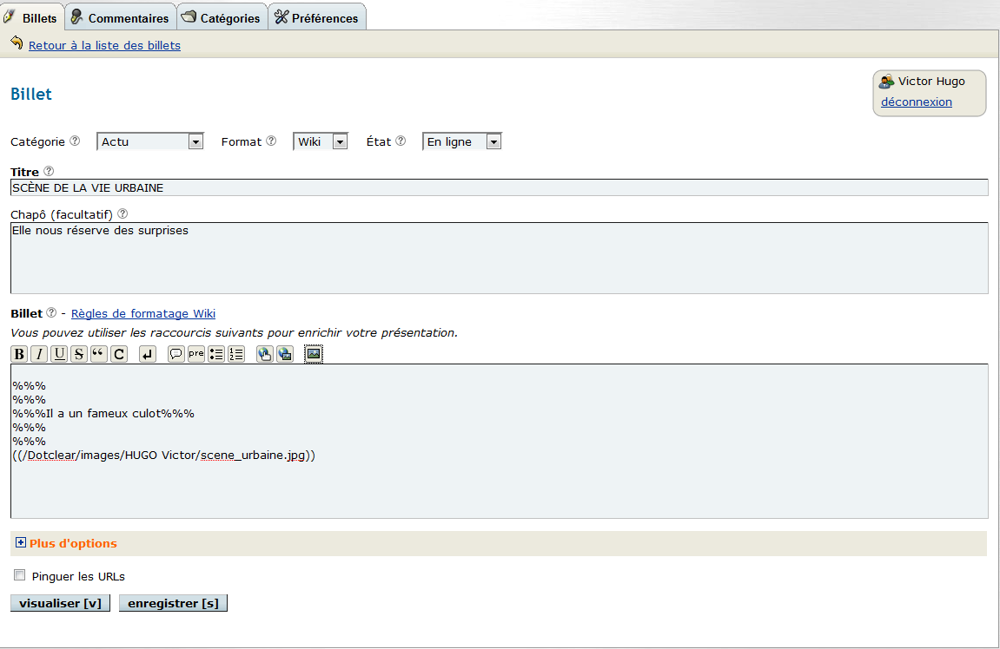 Billets Commentaires Catégories Préférences
Retour à la liste des billets
Victor Hugo
déconnexion
Billet
Catégorie Actu Format Wiki État En ligne
Titre
SCÈNE DE LA VIE URBAINE
Chapô (facultatif)
Elle nous réserve des surprises
Billet - Règles de formatage Wiki
Vous pouvez utiliser les raccourcis suivants pour enrichir votre présentation.
B I U S “ C pre
%%%
%%%
%%%Il a un fameux culot%%%
%%%
%%%
((/Dotclear/images/HUGO Victor/scene_urbaine.jpg))
Plus d'options
Pinguer les URLs
visualiser [v] enregistrer [s]